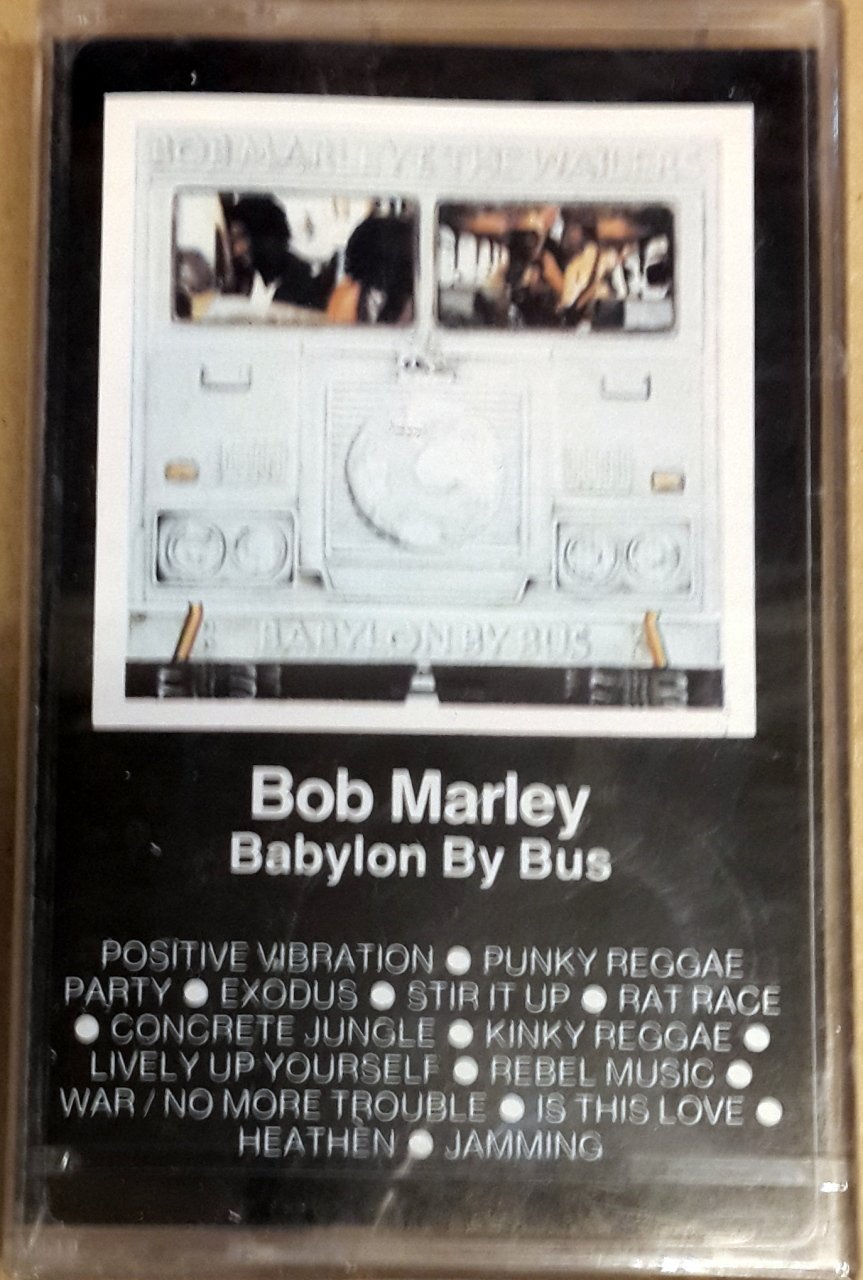 BOB MARLEY & THE WAILERS
BABYLON BY BUS
Bob Marley
Babylon By Bus
POSITIVE VIBRATION ● PUNKY REGGAE
PARTY ● EXODUS ● STIR IT UP ● RAT RACE
● CONCRETE JUNGLE ● KINKY REGGAE ●
LIVELY UP YOURSELF ● REBEL MUSIC ●
WAR / NO MORE TROUBLE ● IS THIS LOVE ●
HEATHEN ● JAMMING